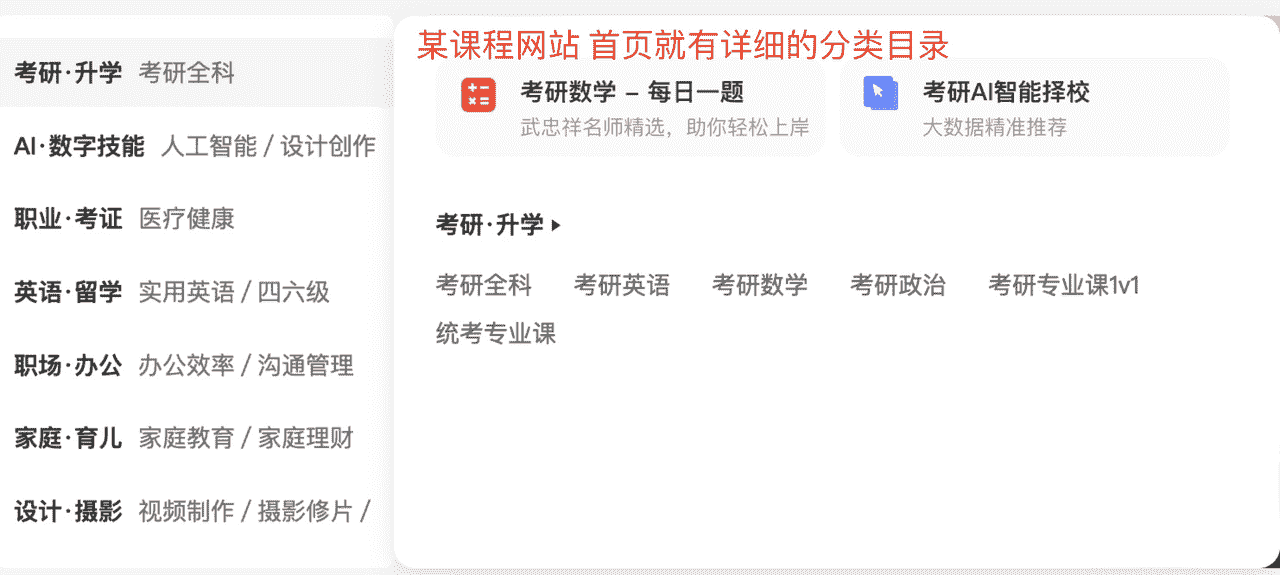 某课程网站 首页就有详细的分类目录
考研·升学 考研全科
AI·数字技能 人工智能 / 设计创作
职业·考证 医疗健康
英语·留学 实用英语 / 四六级
职场·办公 办公效率 / 沟通管理
家庭·育儿 家庭教育 / 家庭理财
设计·摄影 视频制作 / 摄影修片 /
考研数学 – 每日一题
武忠祥名师精选，助你轻松上岸
考研AI智能择校
大数据精准推荐
考研·升学
考研全科 考研英语 考研数学 考研政治 考研专业课1v1
统考专业课